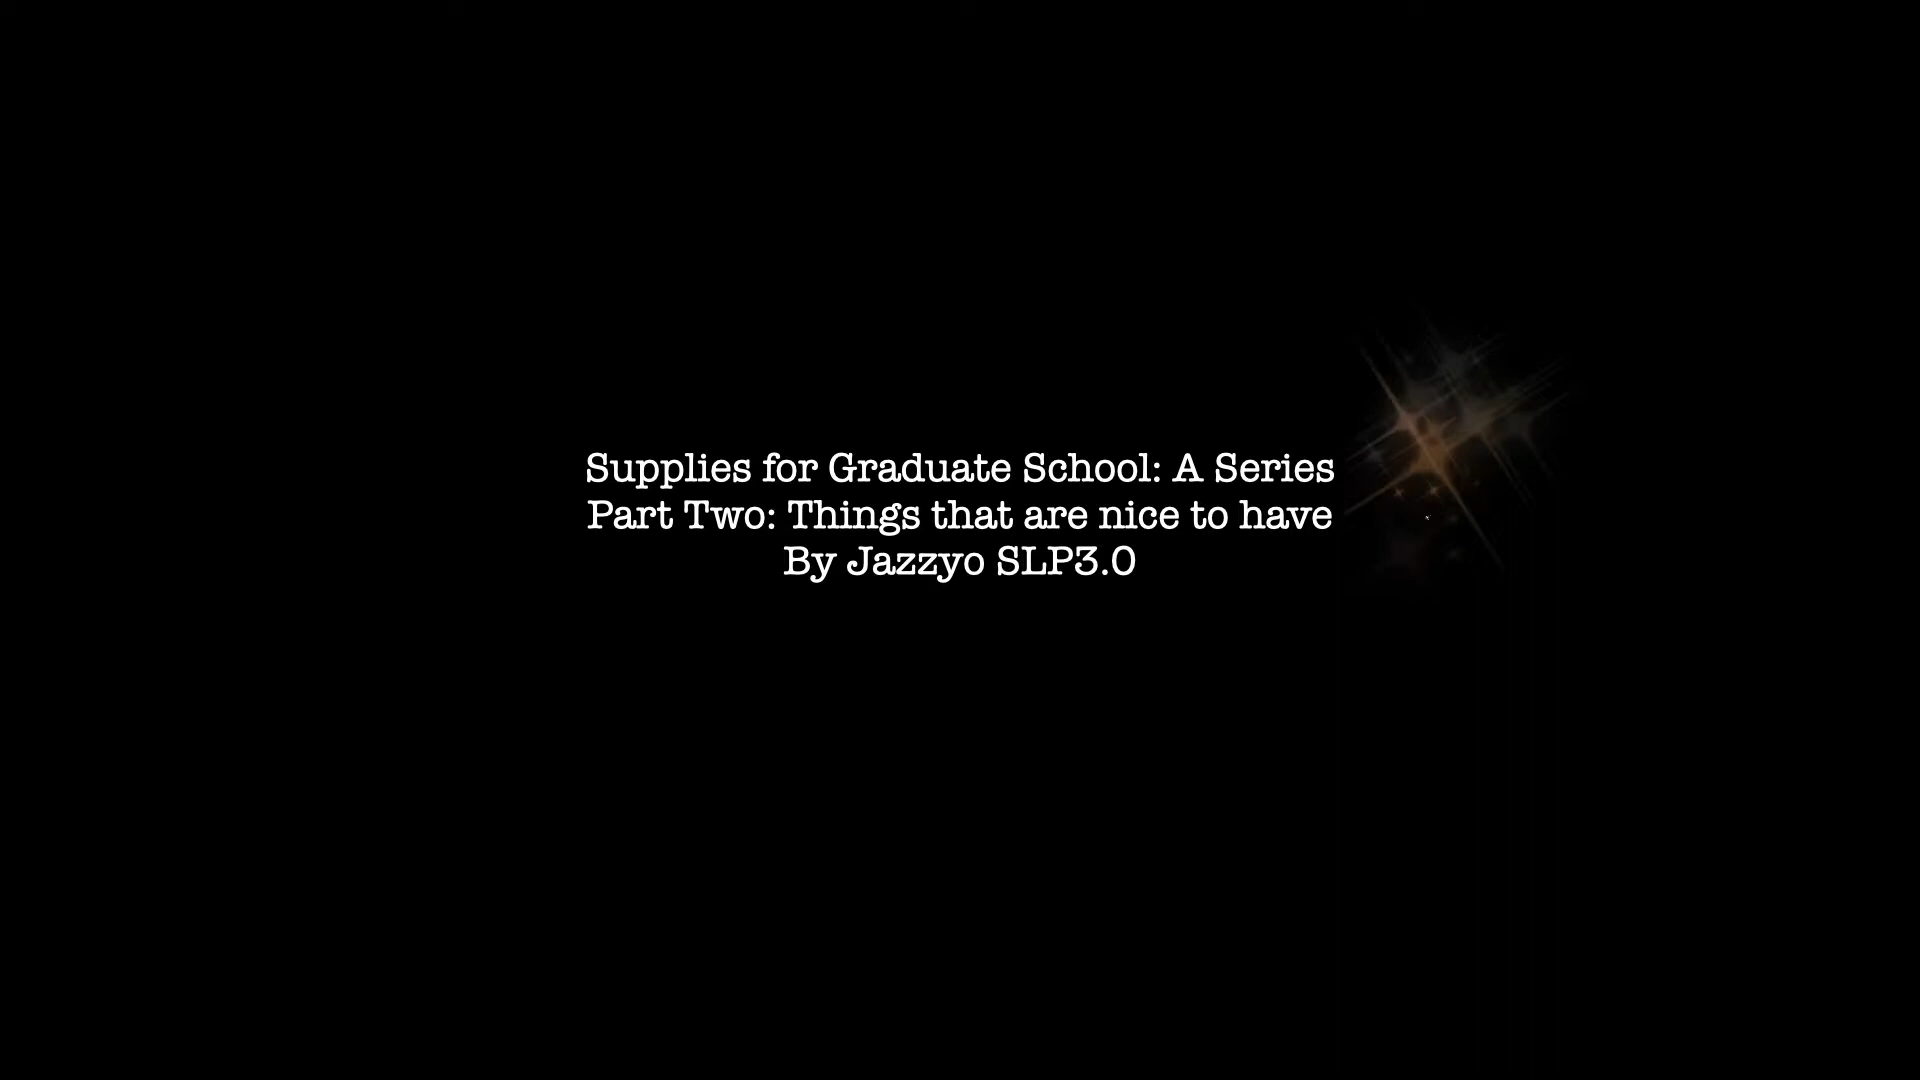 Supplies for Graduate School: A Series
Part Two: Things that are nice to have
By Jazzyo SLP3.0